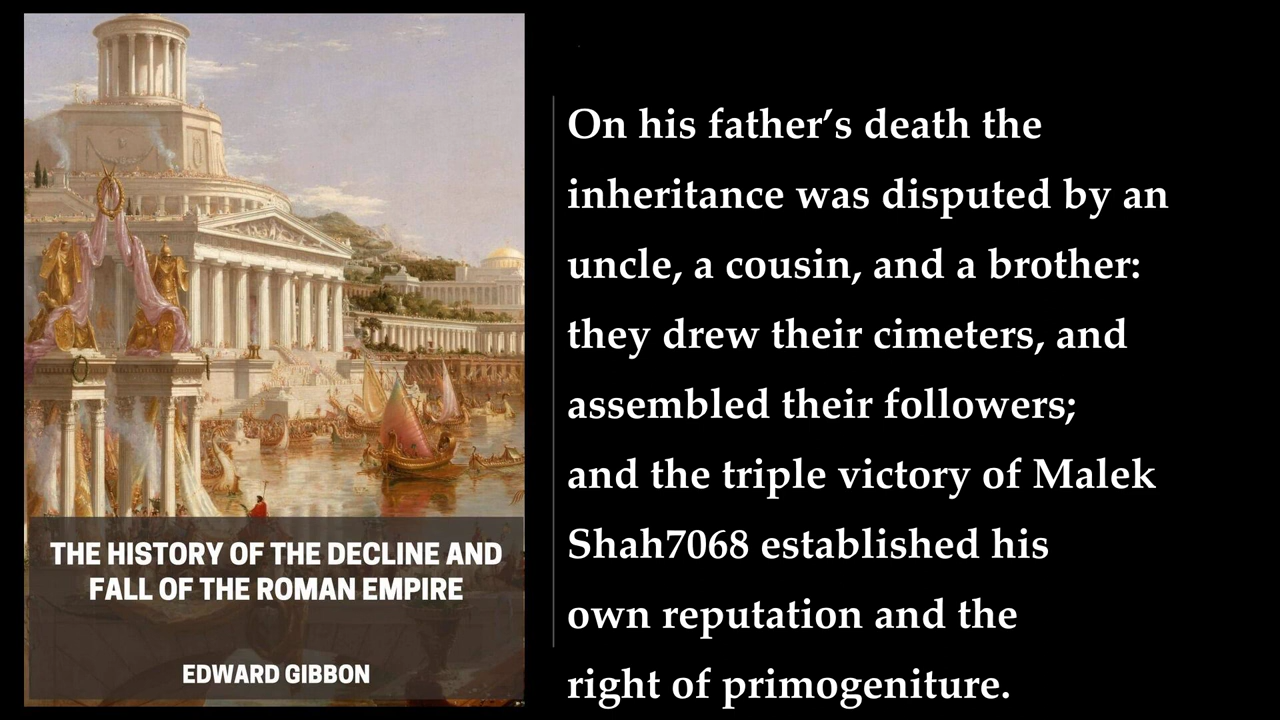 THE HISTORY OF THE DECLINE AND
FALL OF THE ROMAN EMPIRE
EDWARD GIBBON
On his father’s death the
inheritance was disputed by an
uncle, a cousin, and a brother:
they drew their cimeters, and
assembled their followers;
and the triple victory of Malek
Shah7068 established his
own reputation and the
right of primogeniture.